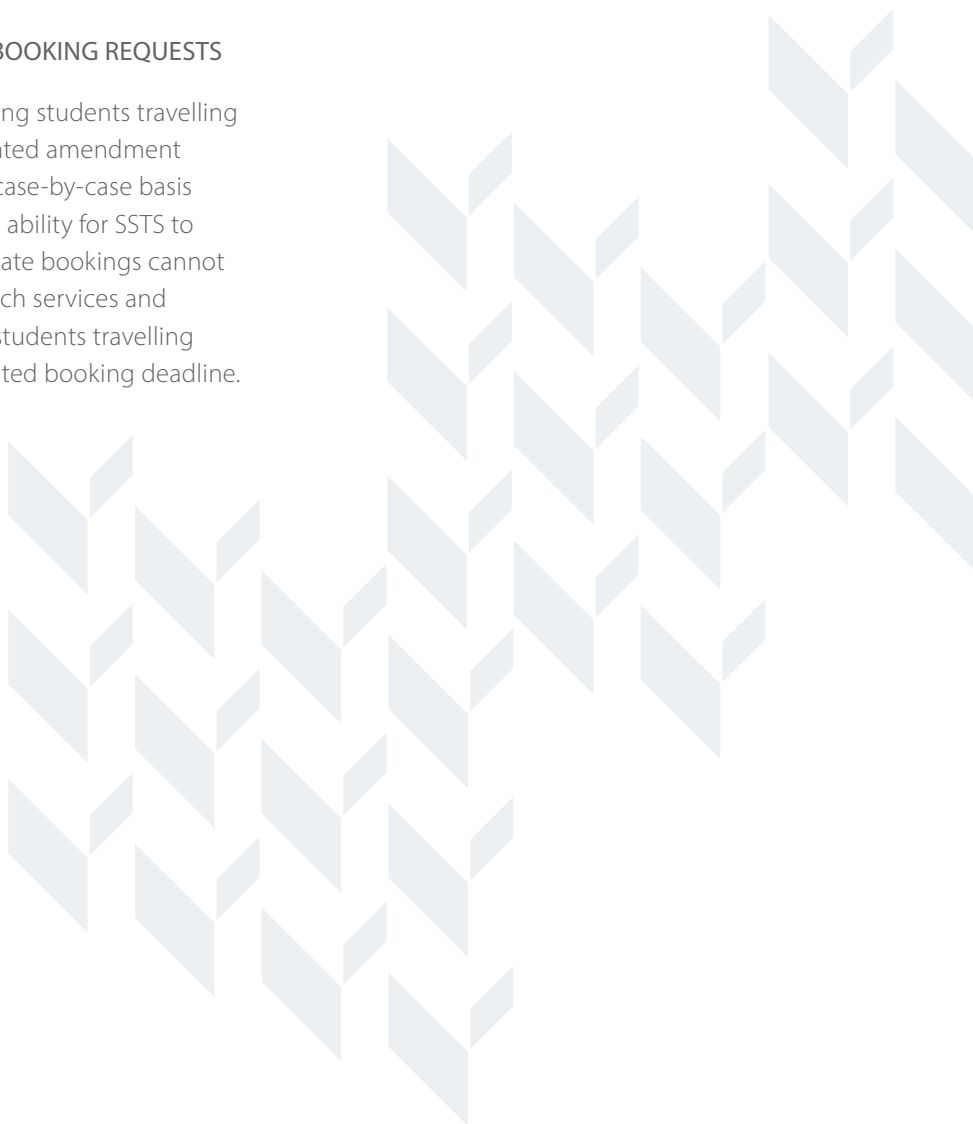 BOOKING REQUESTS
ng students travelling
ated amendment
case-by-case basis
ability for SSTS to
ate bookings cannot
ch services and
students travelling
ted booking deadline.